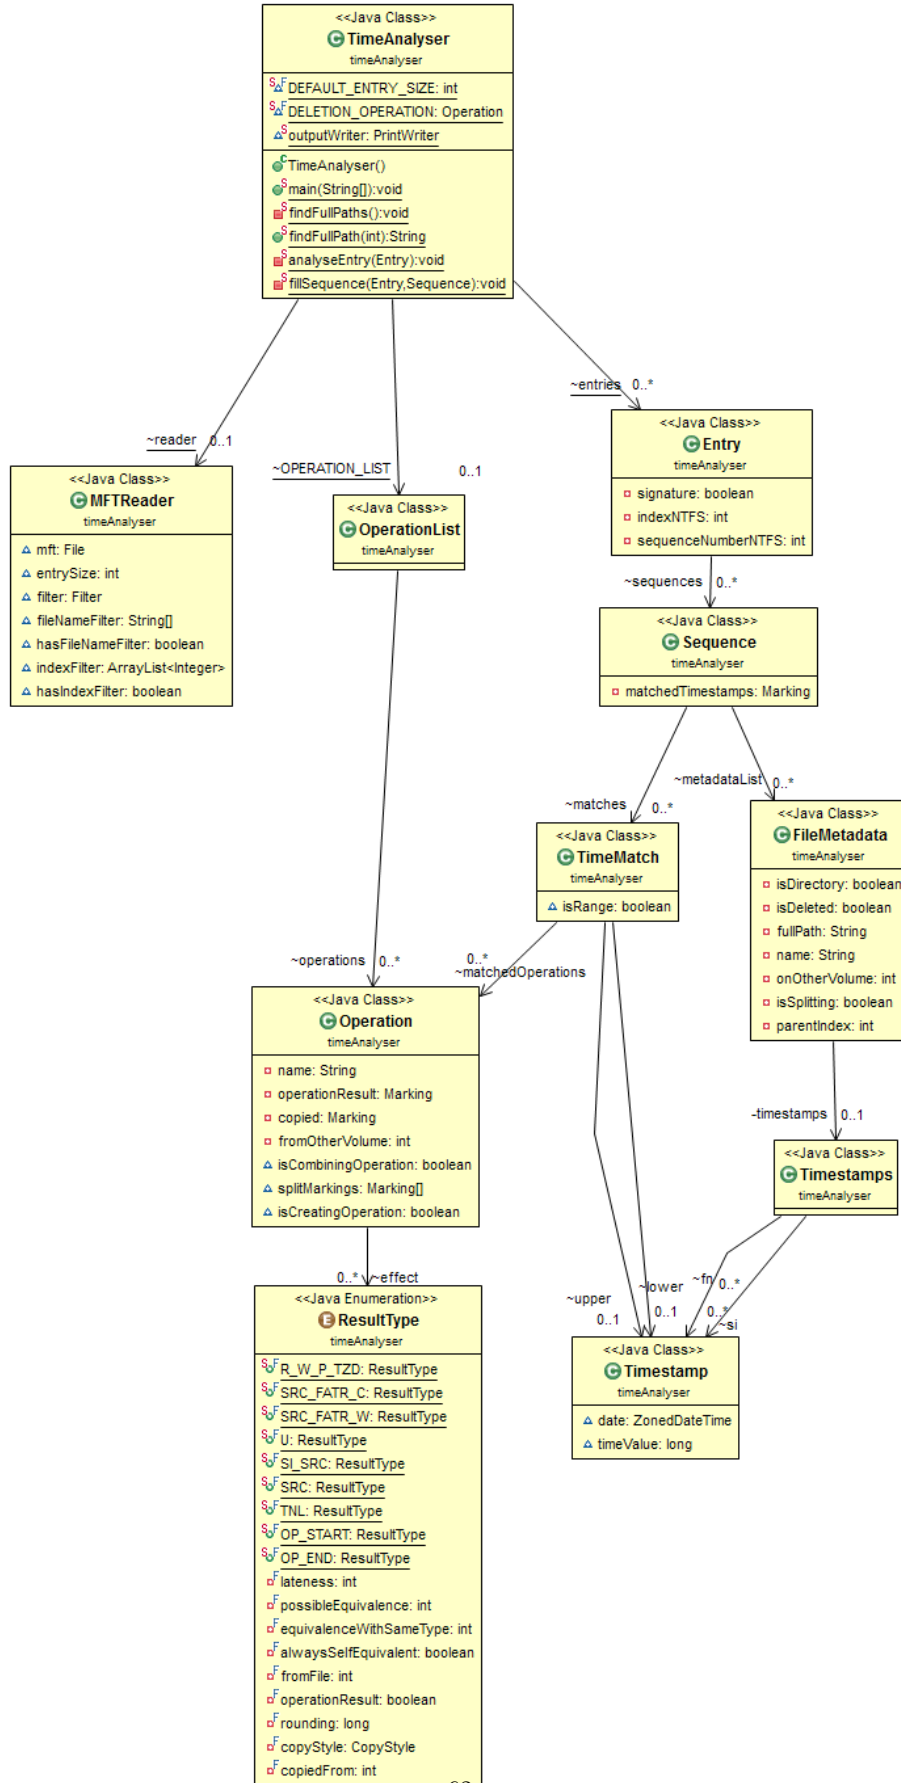 <<Java Class>>
TimeAnalyser
timeAnalyser
DEFAULT_ENTRY_SIZE: int
DELETION_OPERATION: Operation
outputWriter: PrintWriter
TimeAnalyser()
main(String[]):void
findFullPaths():void
findFullPath(int):String
analyseEntry(Entry):void
fillSequence(Entry,Sequence):void
~reader 0..1
~OPERATION_LIST 0..1
~entries 0..*
<<Java Class>>
MFTReader
timeAnalyser
mft: File
entrySize: int
filter: Filter
fileNameFilter: String[]
hasFileNameFilter: boolean
indexFilter: ArrayList<Integer>
hasIndexFilter: boolean
<<Java Class>>
OperationList
timeAnalyser
<<Java Class>>
Entry
timeAnalyser
signature: boolean
indexNTFS: int
sequenceNumberNTFS: int
~sequences 0..*
<<Java Class>>
Sequence
timeAnalyser
matchedTimestamps: Marking
~matches 0..*
~metadataList 0..*
<<Java Class>>
TimeMatch
timeAnalyser
isRange: boolean
<<Java Class>>
FileMetadata
timeAnalyser
isDirectory: boolean
isDeleted: boolean
fullPath: String
name: String
onOtherVolume: int
isSplitting: boolean
parentIndex: int
~operations 0..*
0..*
~matchedOperations
<<Java Class>>
Operation
timeAnalyser
name: String
operationResult: Marking
copied: Marking
fromOtherVolume: int
isCombiningOperation: boolean
splitMarkings: Marking[]
isCreatingOperation: boolean
-timestamps 0..1
<<Java Class>>
Timestamps
timeAnalyser
0..* ~effect
~upper
0..1
~lower
0..1
~fn 0..*
0..*
~si
<<Java Enumeration>>
ResultType
timeAnalyser
R_W_P_TZD: ResultType
SRC_FATR_C: ResultType
SRC_FATR_W: ResultType
U: ResultType
SI_SRC: ResultType
SRC: ResultType
TNL: ResultType
OP_START: ResultType
OP_END: ResultType
lateness: int
possibleEquivalence: int
equivalenceWithSameType: int
alwaysSelfEquivalent: boolean
fromFile: int
operationResult: boolean
rounding: long
copyStyle: CopyStyle
copiedFrom: int
<<Java Class>>
Timestamp
timeAnalyser
date: ZonedDateTime
timeValue: long